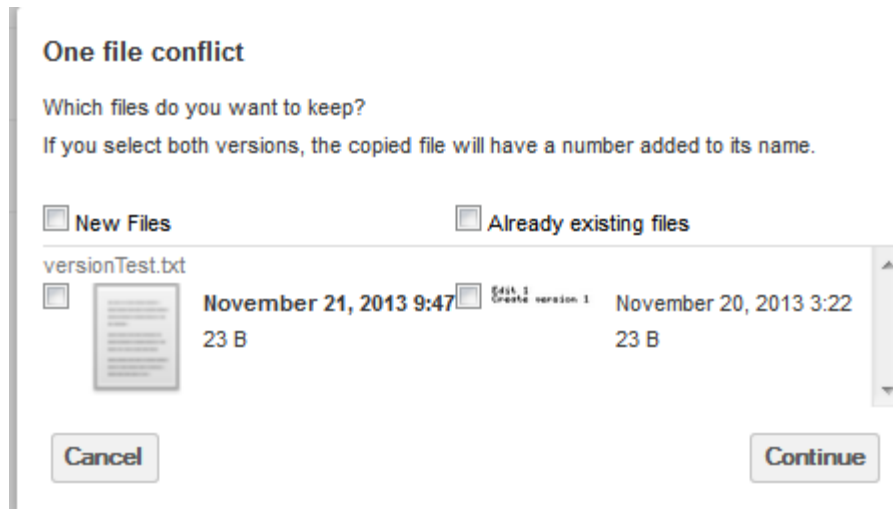 One file conflict
Which files do you want to keep?
If you select both versions, the copied file will have a number added to its name.
New Files Already existing files
versionTest.txt
November 21, 2013 9:47 Edit 1 November 20, 2013 3:22
Create version 1
23 B 23 B
Cancel Continue